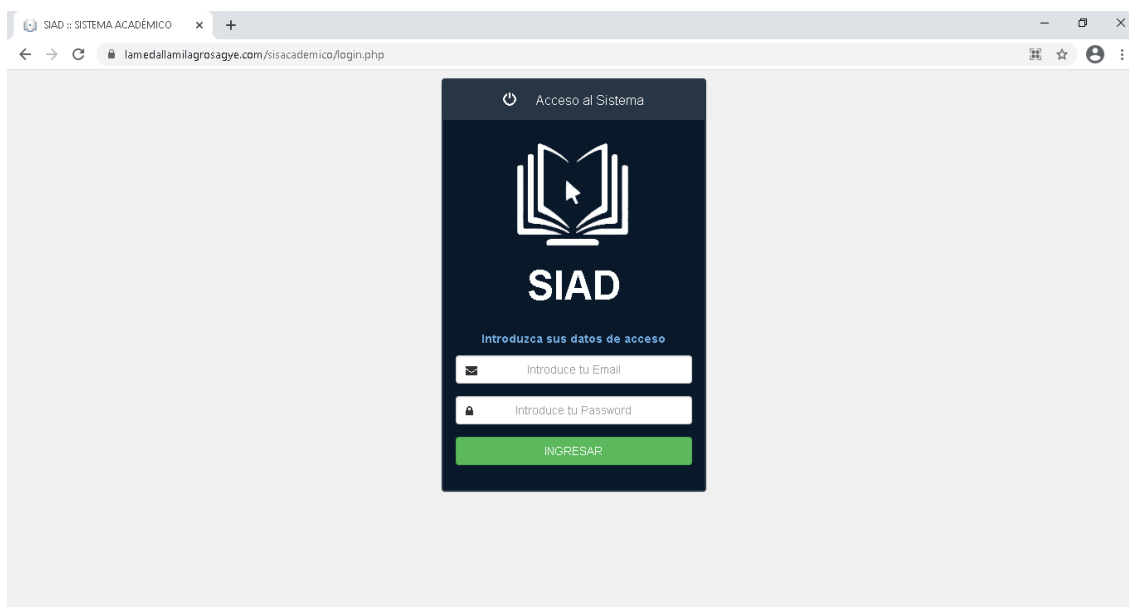 SIAD :: SISTEMA ACADÉMICO
lamedallamilagrosagye.com/sisacademico/login.php
Acceso al Sistema
SIAD
Introduzca sus datos de acceso
Introduce tu Email
Introduce tu Password
INGRESAR